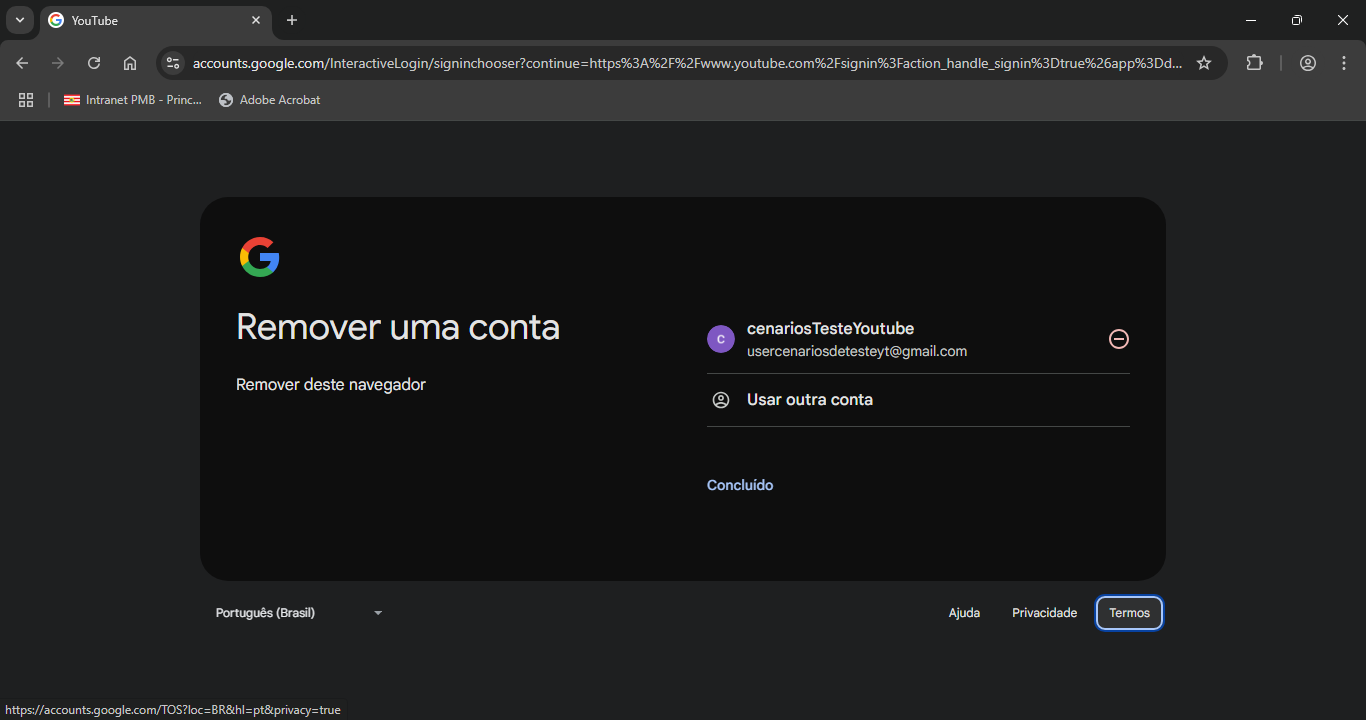 YouTube
accounts.google.com/InteractiveLogin/signinchooser?continue=https%3A%2F%2Fwww.youtube.com%2Fsignin%3Faction_handle_signin%3Dtrue%26app%3Dd...
Intranet PMB - Princ...
Adobe Acrobat
Remover uma conta
Remover deste navegador
C
cenariosTesteYoutube
usercenariosdetesteyt@gmail.com
Usar outra conta
Concluído
Português (Brasil)
Ajuda
Privacidade
Termos
https://accounts.google.com/TOS?loc=BR&hl=pt&privacy=true